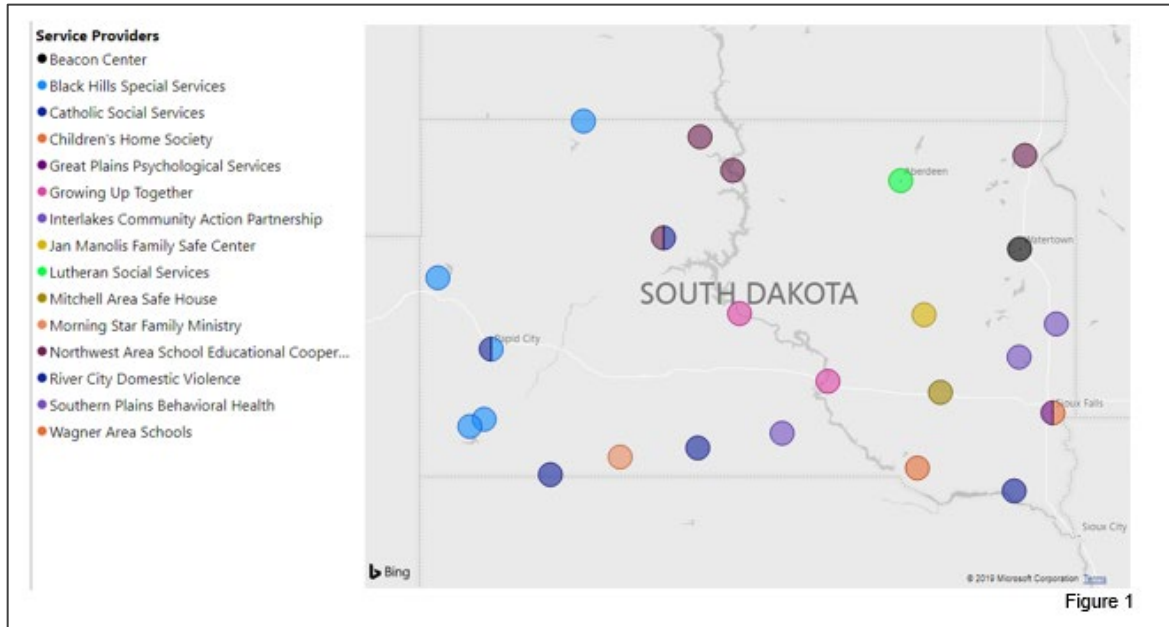 Service Providers
Beacon Center
Black Hills Special Services
Catholic Social Services
Children's Home Society
Great Plains Psychological Services
Growing Up Together
Interlakes Community Action Partnership
Jan Manolis Family Safe Center
Lutheran Social Services
Mitchell Area Safe House
Morning Star Family Ministry
Northwest Area School Educational Cooper...
River City Domestic Violence
Southern Plains Behavioral Health
Wagner Area Schools
Aberdeen
Watertown
SOUTH DAKOTA
Rapid City
Sioux Falls
Sioux City
Bing
© 2019 Microsoft Corporation Terms
Figure 1